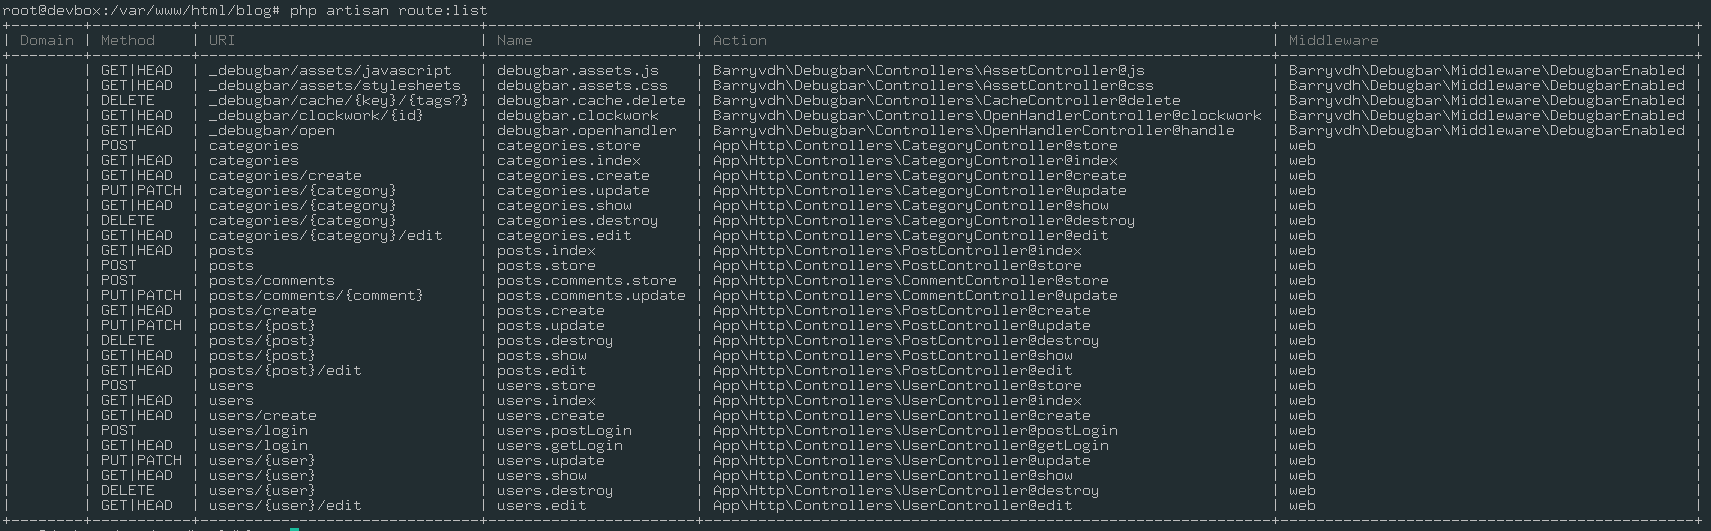 root@devbox:/var/www/html/blog# php artisan route:list
+--------+-----------+------------------------------+----------------------+--------------------------------------------------------------+----------------------------------------------+
| Domain | Method    | URI                          | Name                 | Action                                                       | Middleware                                   |
+--------+-----------+------------------------------+----------------------+--------------------------------------------------------------+----------------------------------------------+
|        | GET|HEAD  | _debugbar/assets/javascript  | debugbar.assets.js   | Barryvdh\Debugbar\Controllers\AssetController@js             | Barryvdh\Debugbar\Middleware\DebugbarEnabled |
|        | GET|HEAD  | _debugbar/assets/stylesheets | debugbar.assets.css  | Barryvdh\Debugbar\Controllers\AssetController@css            | Barryvdh\Debugbar\Middleware\DebugbarEnabled |
|        | DELETE    | _debugbar/cache/{key}/{tags?} | debugbar.cache.delete | Barryvdh\Debugbar\Controllers\CacheController@delete         | Barryvdh\Debugbar\Middleware\DebugbarEnabled |
|        | GET|HEAD  | _debugbar/clockwork/{id}     | debugbar.clockwork   | Barryvdh\Debugbar\Controllers\OpenHandlerController@clockwork | Barryvdh\Debugbar\Middleware\DebugbarEnabled |
|        | GET|HEAD  | _debugbar/open               | debugbar.openhandler | Barryvdh\Debugbar\Controllers\OpenHandlerController@handle   | Barryvdh\Debugbar\Middleware\DebugbarEnabled |
|        | POST      | categories                   | categories.store     | App\Http\Controllers\CategoryController@store                | web                                          |
|        | GET|HEAD  | categories                   | categories.index     | App\Http\Controllers\CategoryController@index                | web                                          |
|        | GET|HEAD  | categories/create            | categories.create    | App\Http\Controllers\CategoryController@create               | web                                          |
|        | PUT|PATCH | categories/{category}        | categories.update    | App\Http\Controllers\CategoryController@update               | web                                          |
|        | GET|HEAD  | categories/{category}        | categories.show      | App\Http\Controllers\CategoryController@show                 | web                                          |
|        | DELETE    | categories/{category}        | categories.destroy   | App\Http\Controllers\CategoryController@destroy              | web                                          |
|        | GET|HEAD  | categories/{category}/edit   | categories.edit      | App\Http\Controllers\CategoryController@edit                 | web                                          |
|        | GET|HEAD  | posts                        | posts.index          | App\Http\Controllers\PostController@index                    | web                                          |
|        | POST      | posts                        | posts.store          | App\Http\Controllers\PostController@store                    | web                                          |
|        | POST      | posts/comments               | posts.comments.store | App\Http\Controllers\CommentController@store                 | web                                          |
|        | PUT|PATCH | posts/comments/{comment}     | posts.comments.update | App\Http\Controllers\CommentController@update                | web                                          |
|        | GET|HEAD  | posts/create                 | posts.create         | App\Http\Controllers\PostController@create                   | web                                          |
|        | PUT|PATCH | posts/{post}                 | posts.update         | App\Http\Controllers\PostController@update                   | web                                          |
|        | DELETE    | posts/{post}                 | posts.destroy        | App\Http\Controllers\PostController@destroy                  | web                                          |
|        | GET|HEAD  | posts/{post}                 | posts.show           | App\Http\Controllers\PostController@show                     | web                                          |
|        | GET|HEAD  | posts/{post}/edit            | posts.edit           | App\Http\Controllers\PostController@edit                     | web                                          |
|        | POST      | users                        | users.store          | App\Http\Controllers\UserController@store                    | web                                          |
|        | GET|HEAD  | users                        | users.index          | App\Http\Controllers\UserController@index                    | web                                          |
|        | GET|HEAD  | users/create                 | users.create         | App\Http\Controllers\UserController@create                   | web                                          |
|        | POST      | users/login                  | users.postLogin      | App\Http\Controllers\UserController@postLogin                | web                                          |
|        | GET|HEAD  | users/login                  | users.getLogin       | App\Http\Controllers\UserController@getLogin                 | web                                          |
|        | PUT|PATCH | users/{user}                 | users.update         | App\Http\Controllers\UserController@update                   | web                                          |
|        | GET|HEAD  | users/{user}                 | users.show           | App\Http\Controllers\UserController@show                     | web                                          |
|        | DELETE    | users/{user}                 | users.destroy        | App\Http\Controllers\UserController@destroy                  | web                                          |
|        | GET|HEAD  | users/{user}/edit            | users.edit           | App\Http\Controllers\UserController@edit                     | web                                          |
+--------+-----------+------------------------------+----------------------+--------------------------------------------------------------+----------------------------------------------+